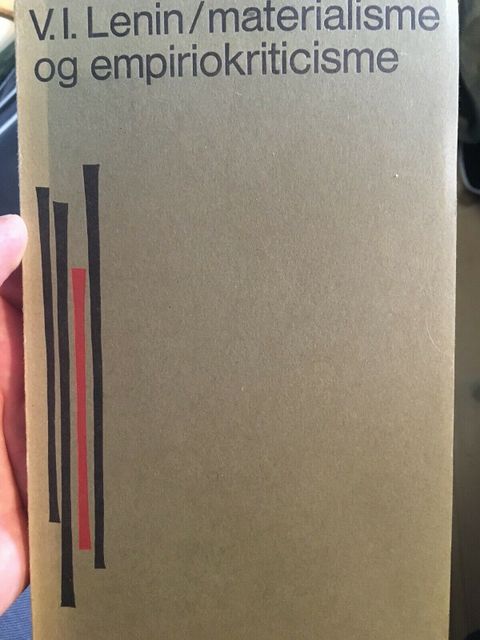 V.I. Lenin/materialisme
og empiriokriticisme